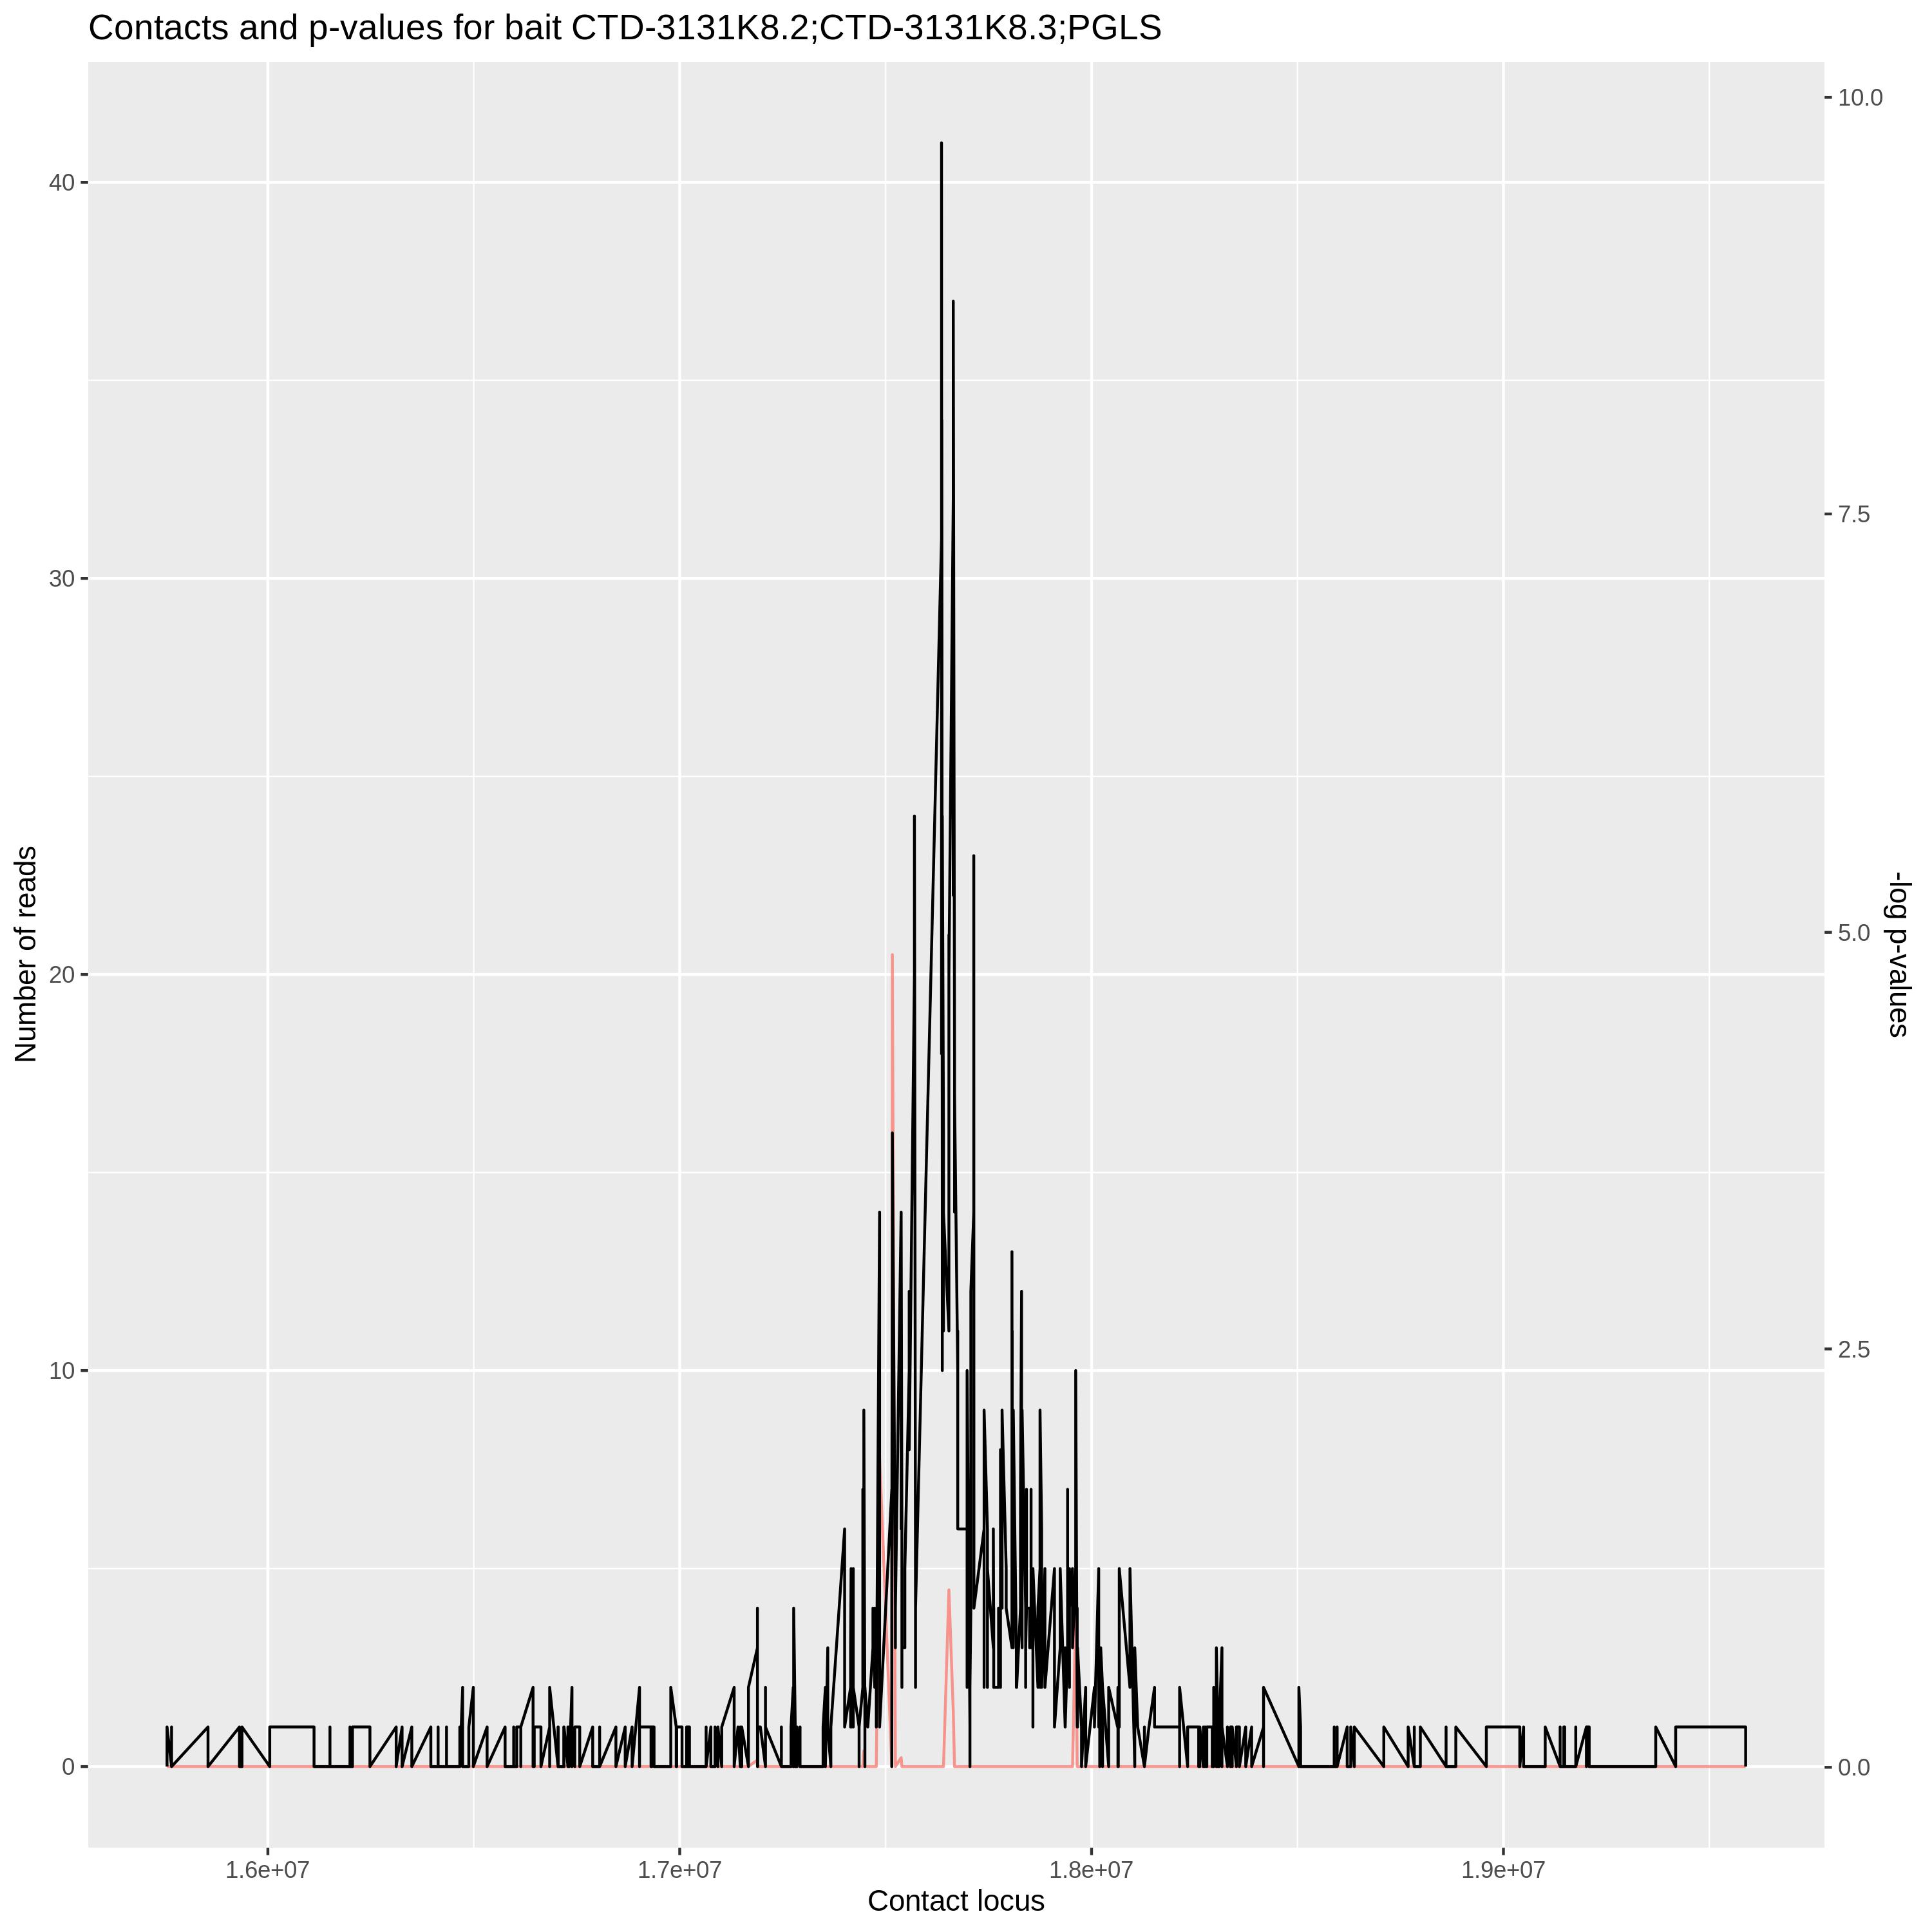 Contacts and p-values for bait CTD-3131K8.2;CTD-3131K8.3;PGLS
10.0
40
7.5
30
5.0
20
2.5
10
0
0.0
Number of reads
-log p-values
1.6e+07 1.7e+07 1.8e+07 1.9e+07
Contact locus